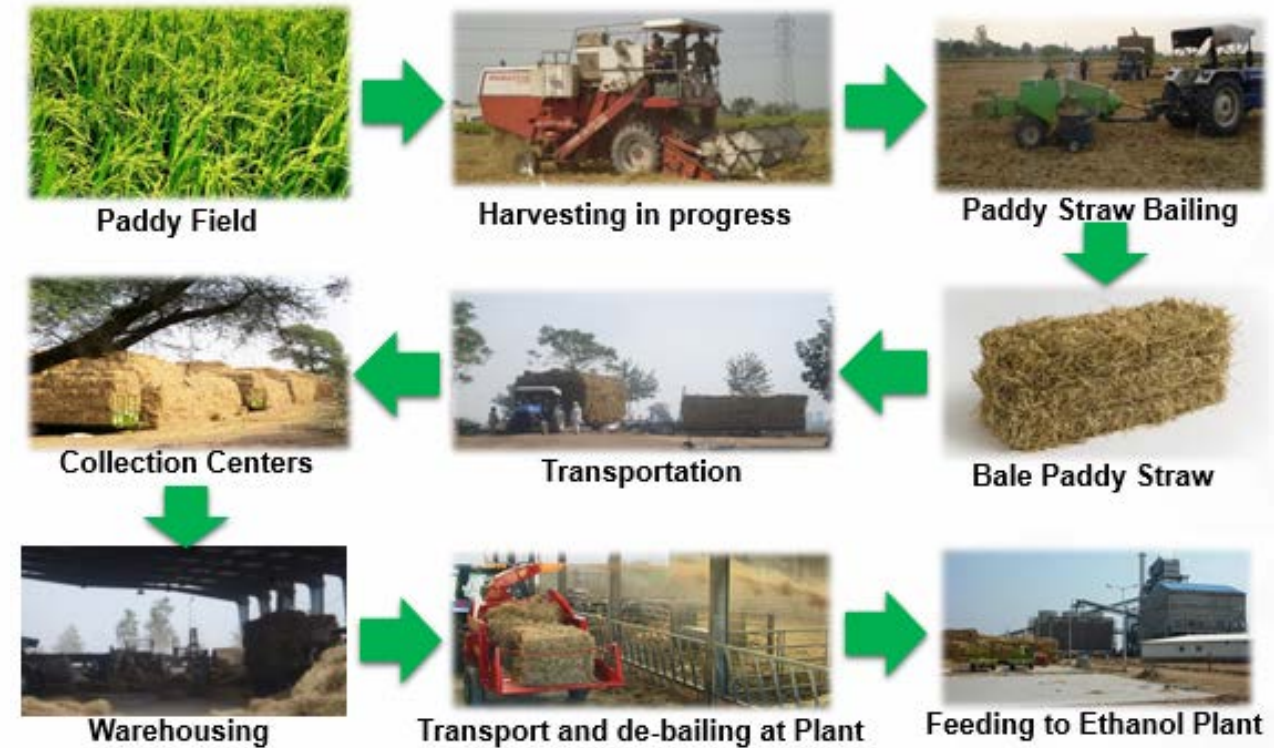 Paddy Field
Harvesting in progress
Paddy Straw Bailing
Bale Paddy Straw
Transportation
Collection Centers
Warehousing
Transport and de-bailing at Plant
Feeding to Ethanol Plant